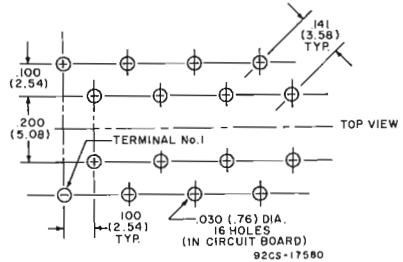 .141
(3.58)
TYP.
.100
(2.54)
.200
(5.08)
TOP VIEW
TERMINAL No.1
.100
(2.54)
TYP.
.030 (.76) DIA.
16 HOLES
(IN CIRCUIT BOARD)
92CS-17580